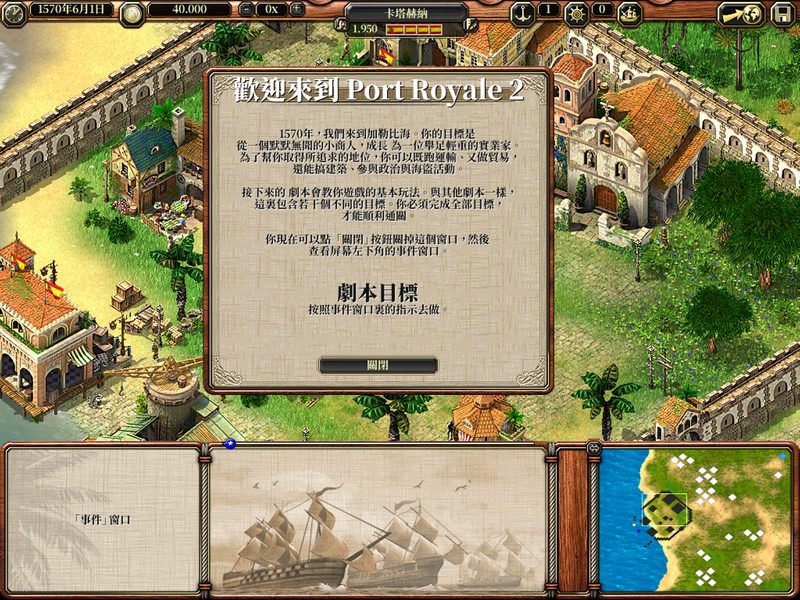 1570年6月1日
40.000
0x
卡塔赫納
1.950
1
0
歡迎來到 Port Royale 2
1570年，我們來到加勒比海。你的目標是
從一個默默無聞的小商人，成長 為一位舉足輕重的實業家。
為了幫你取得所追求的地位，你可以既跑運輸、又做貿易，
還能搞建築、參與政治與海盜活動。
接下來的 劇本會教你遊戲的基本玩法。與其他劇本一樣，
這裏包含若干個不同的目標。你必須完成全部目標，
才能順利通關。
你現在可以點「關閉」按鈕關掉這個窗口，然後
查看屏幕左下角的事件窗口。
劇本目標
按照事件窗口裏的指示去做。
關閉
「事件」窗口